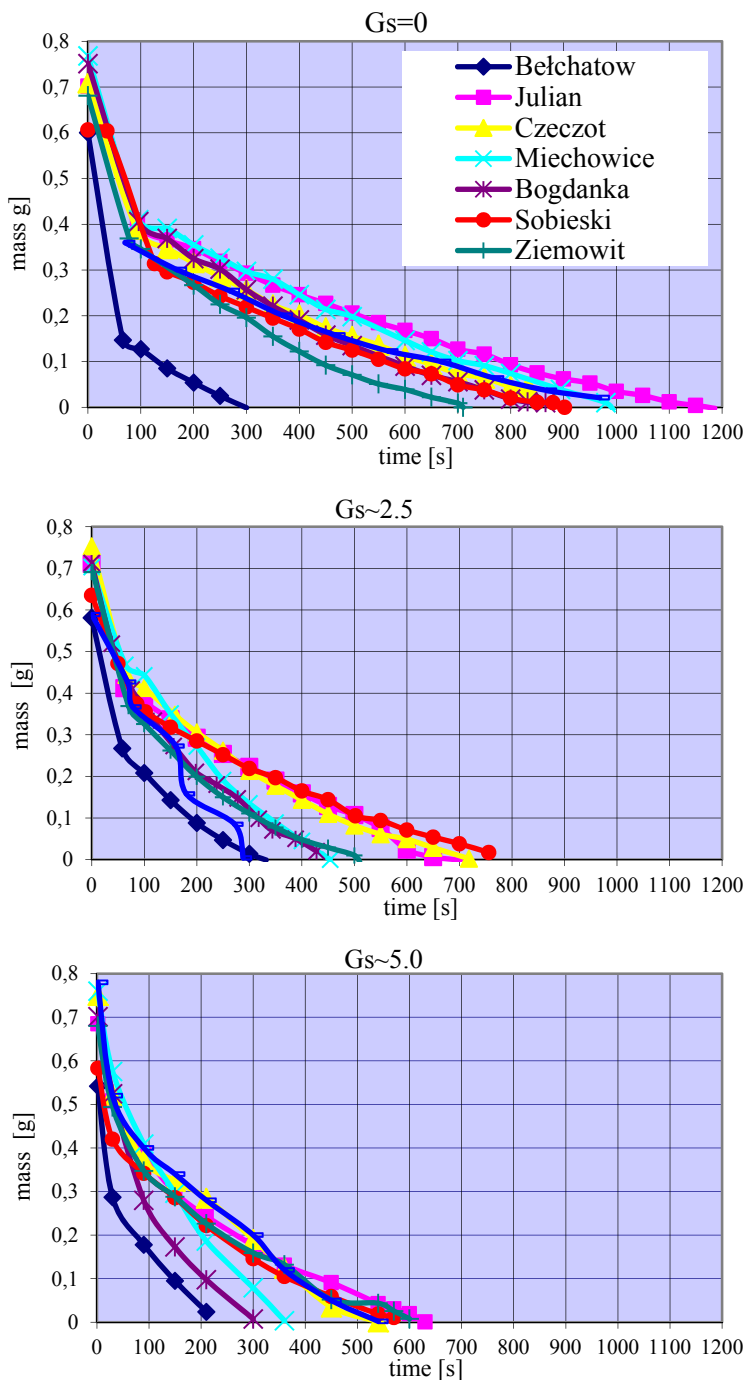 Gs=0
mass g]
0,8
0,7
0,6
0,5
0,4
0,3
0,2
0,1
0
Bełchatow
Julian
Czeczot
Miechowice
Bogdanka
Sobieski
Ziemowit
0 100 200 300 400 500 600 700 800 900 1000 1100 1200
time [s]
Gs~2.5
mass [g]
0,8
0,7
0,6
0,5
0,4
0,3
0,2
0,1
0
0 100 200 300 400 500 600 700 800 900 1000 1100 1200
time [s]
Gs~5.0
mass [g]
0,8
0,7
0,6
0,5
0,4
0,3
0,2
0,1
0
0 100 200 300 400 500 600 700 800 900 1000 1100 1200
time [s]